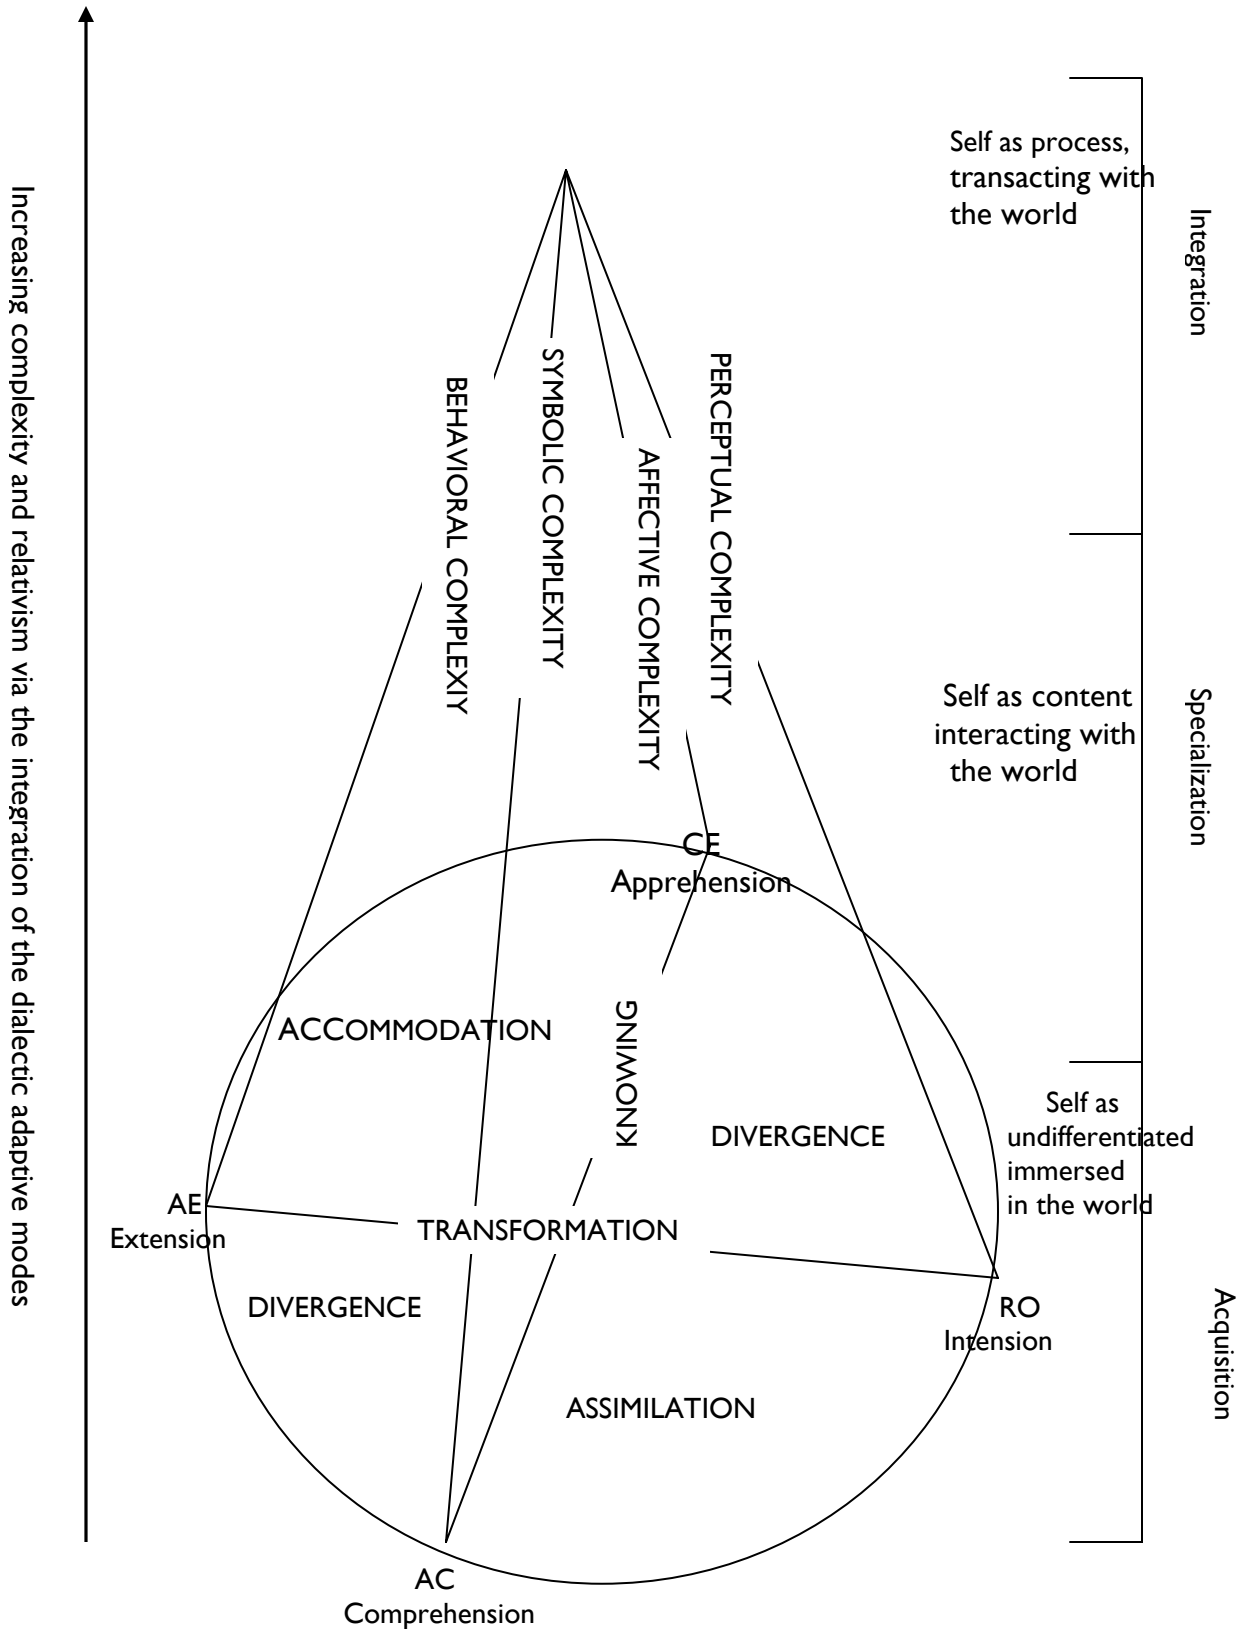 Increasing complexity and relativism via the integration of the dialectic adaptive modes
Self as process,
transacting with
the world
Integration
BEHAVIORAL COMPLEXIY
SYMBOLIC COMPLEXITY
AFFECTIVE COMPLEXITY
PERCEPTUAL COMPLEXITY
Self as content
interacting with
the world
Specialization
CE
Apprehension
ACCOMMODATION
KNOWING
DIVERGENCE
Self as
undifferentiated
immersed
in the world
AE
Extension
TRANSFORMATION
DIVERGENCE
RO
Intension
Acquisition
ASSIMILATION
AC
Comprehension